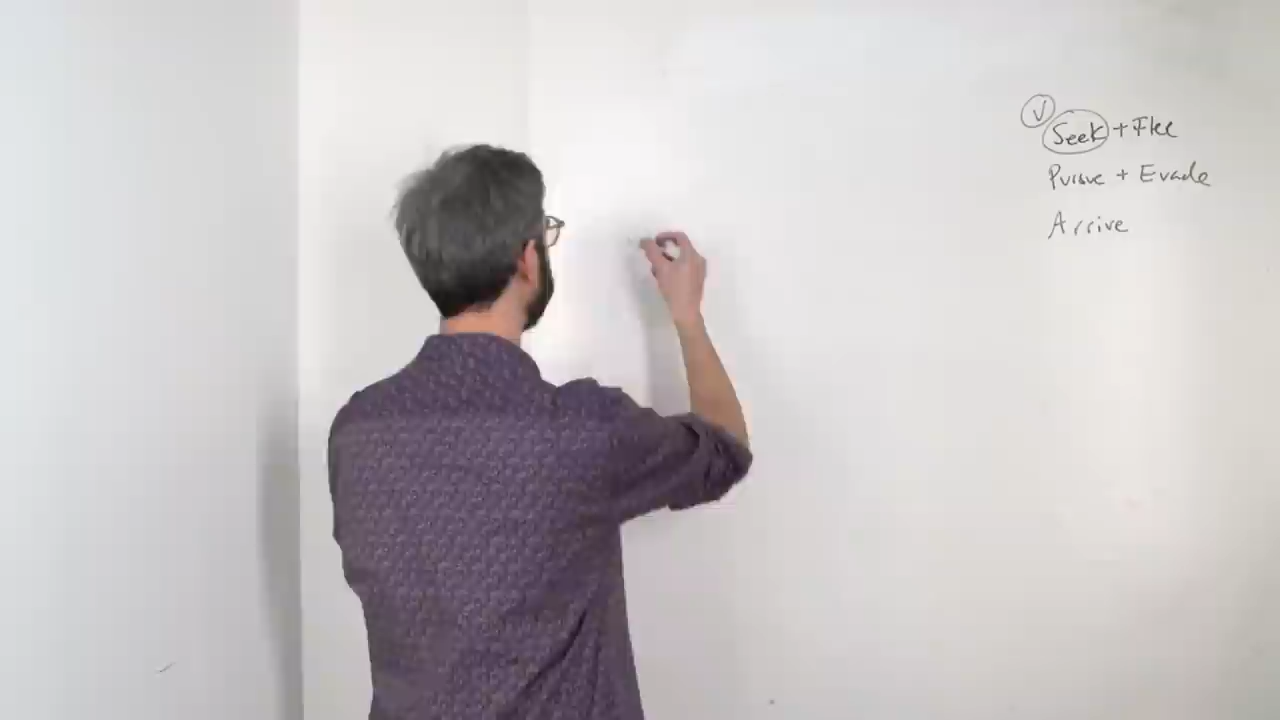 √
Seek + Flee
Pursue + Evade
Arrive